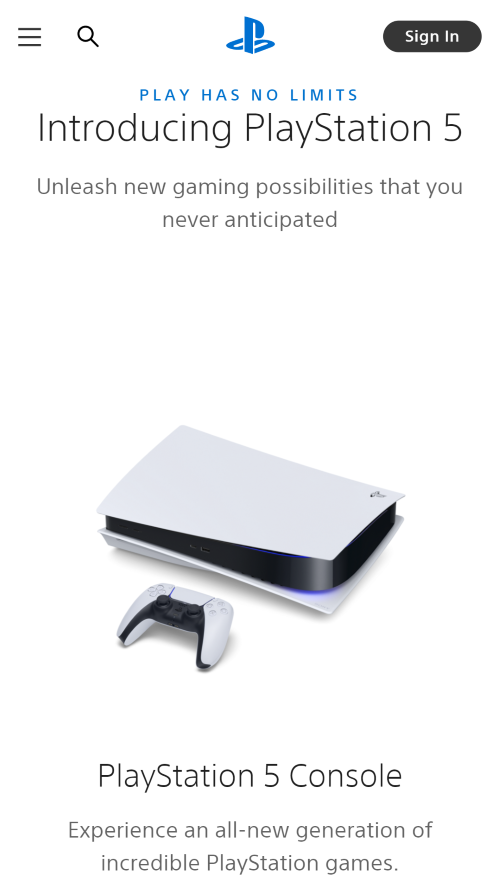 Sign In
PLAY HAS NO LIMITS
Introducing PlayStation 5
Unleash new gaming possibilities that you
never anticipated
PlayStation 5 Console
Experience an all-new generation of
incredible PlayStation games.